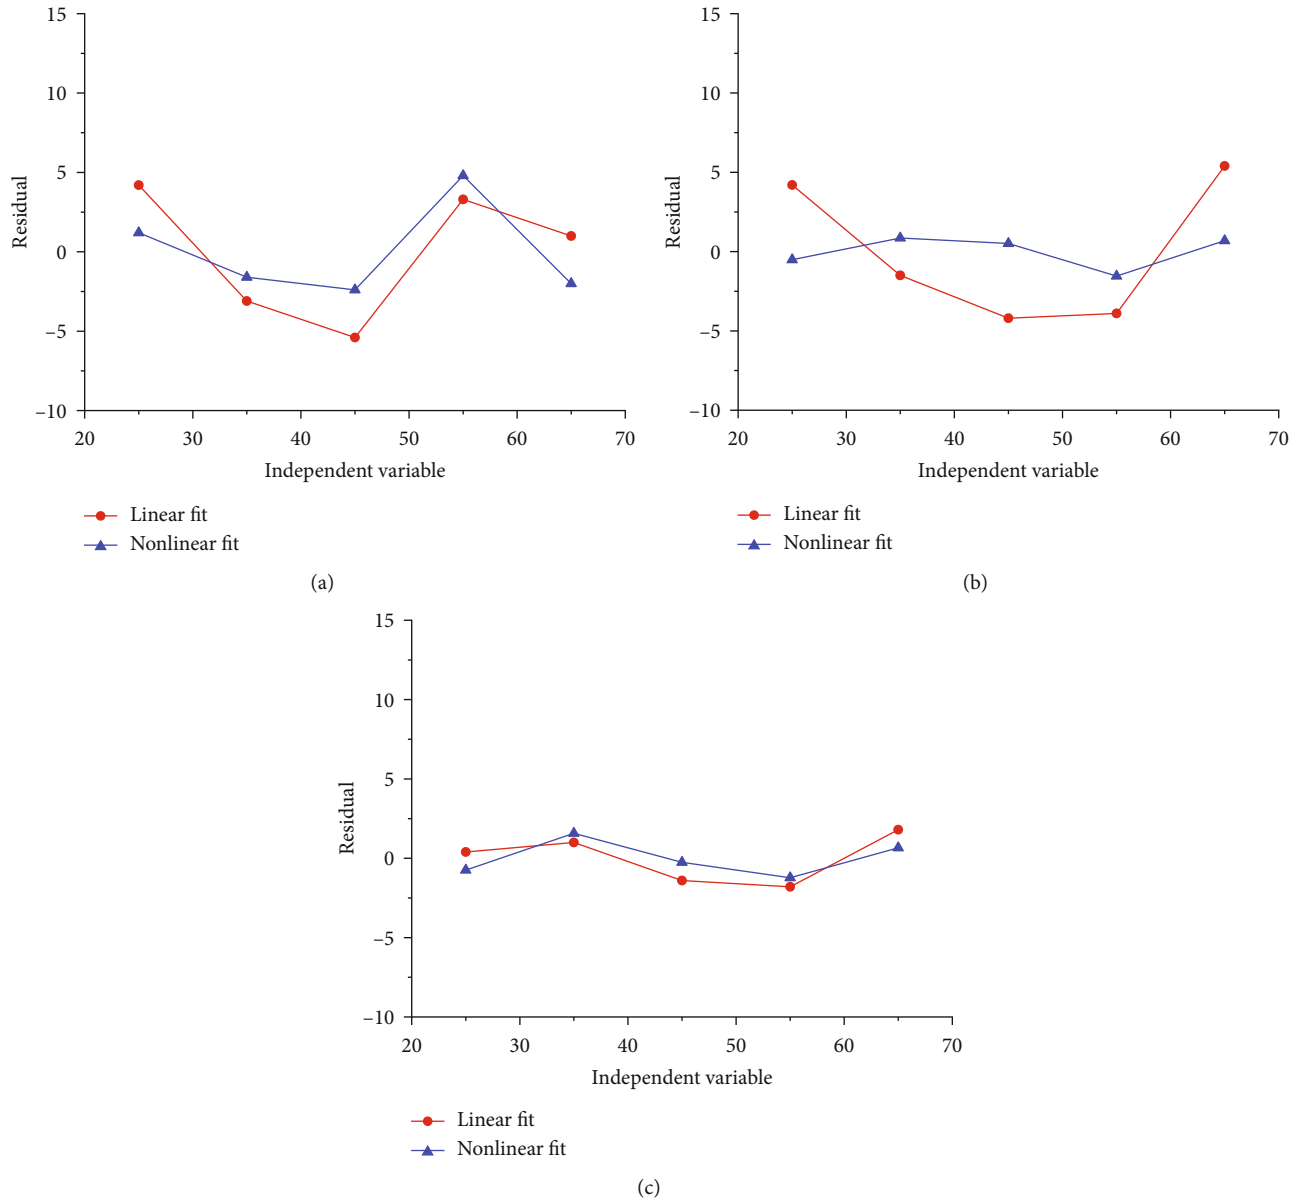 15
10
5
0
−5
−10
Residual
20 30 40 50 60 70
Independent variable
Linear fit
Nonlinear fit
(a)
15
10
5
0
−5
−10
Residual
20 30 40 50 60 70
Independent variable
Linear fit
Nonlinear fit
(b)
15
10
5
0
−5
−10
Residual
20 30 40 50 60 70
Independent variable
Linear fit
Nonlinear fit
(c)